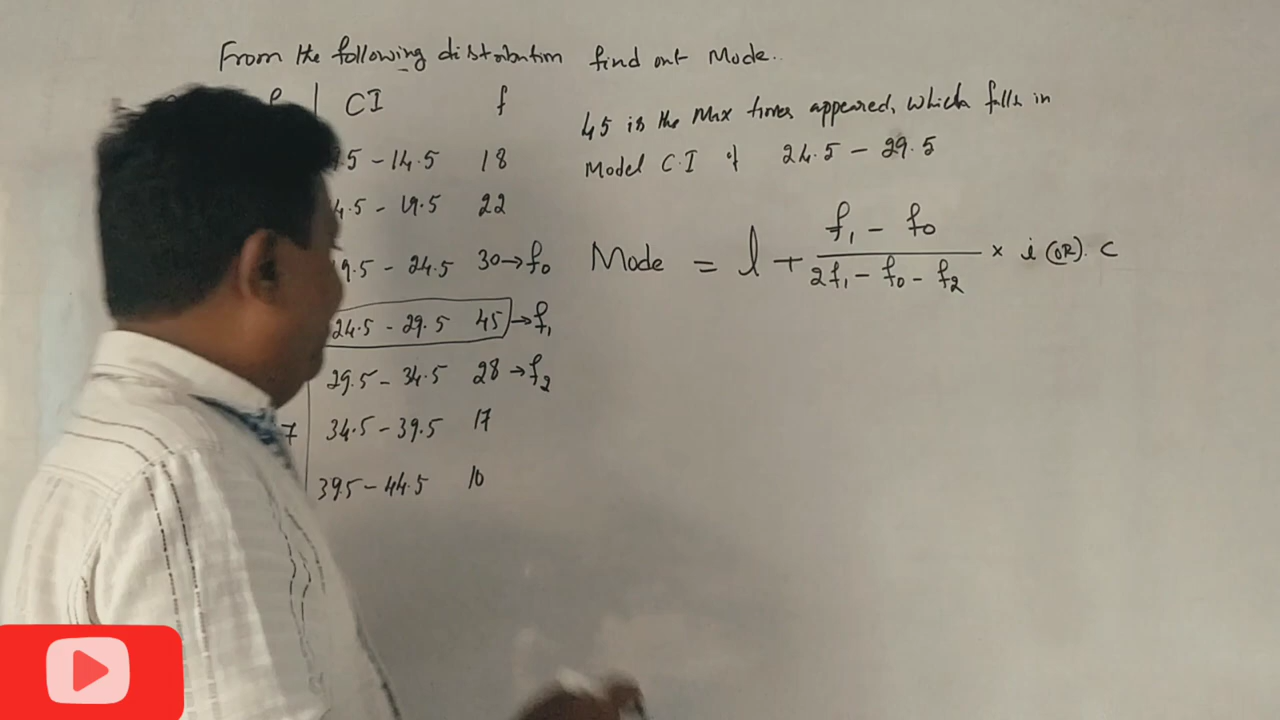 From the following distribution find out Mode..
CI f
.5 - 14.5 18
4.5 - 19.5 22
9.5 - 24.5 30→f₀
24.5 - 29.5 45→f₁
29.5 - 34.5 28→f₂
7 34.5 - 39.5 17
39.5 - 44.5 10
45 is the Max times appeared, which falls in
Model C.I of 24.5 - 29.5
Mode = l + f₁ - f₀ / 2f₁ - f₀ - f₂ × i (OR). C